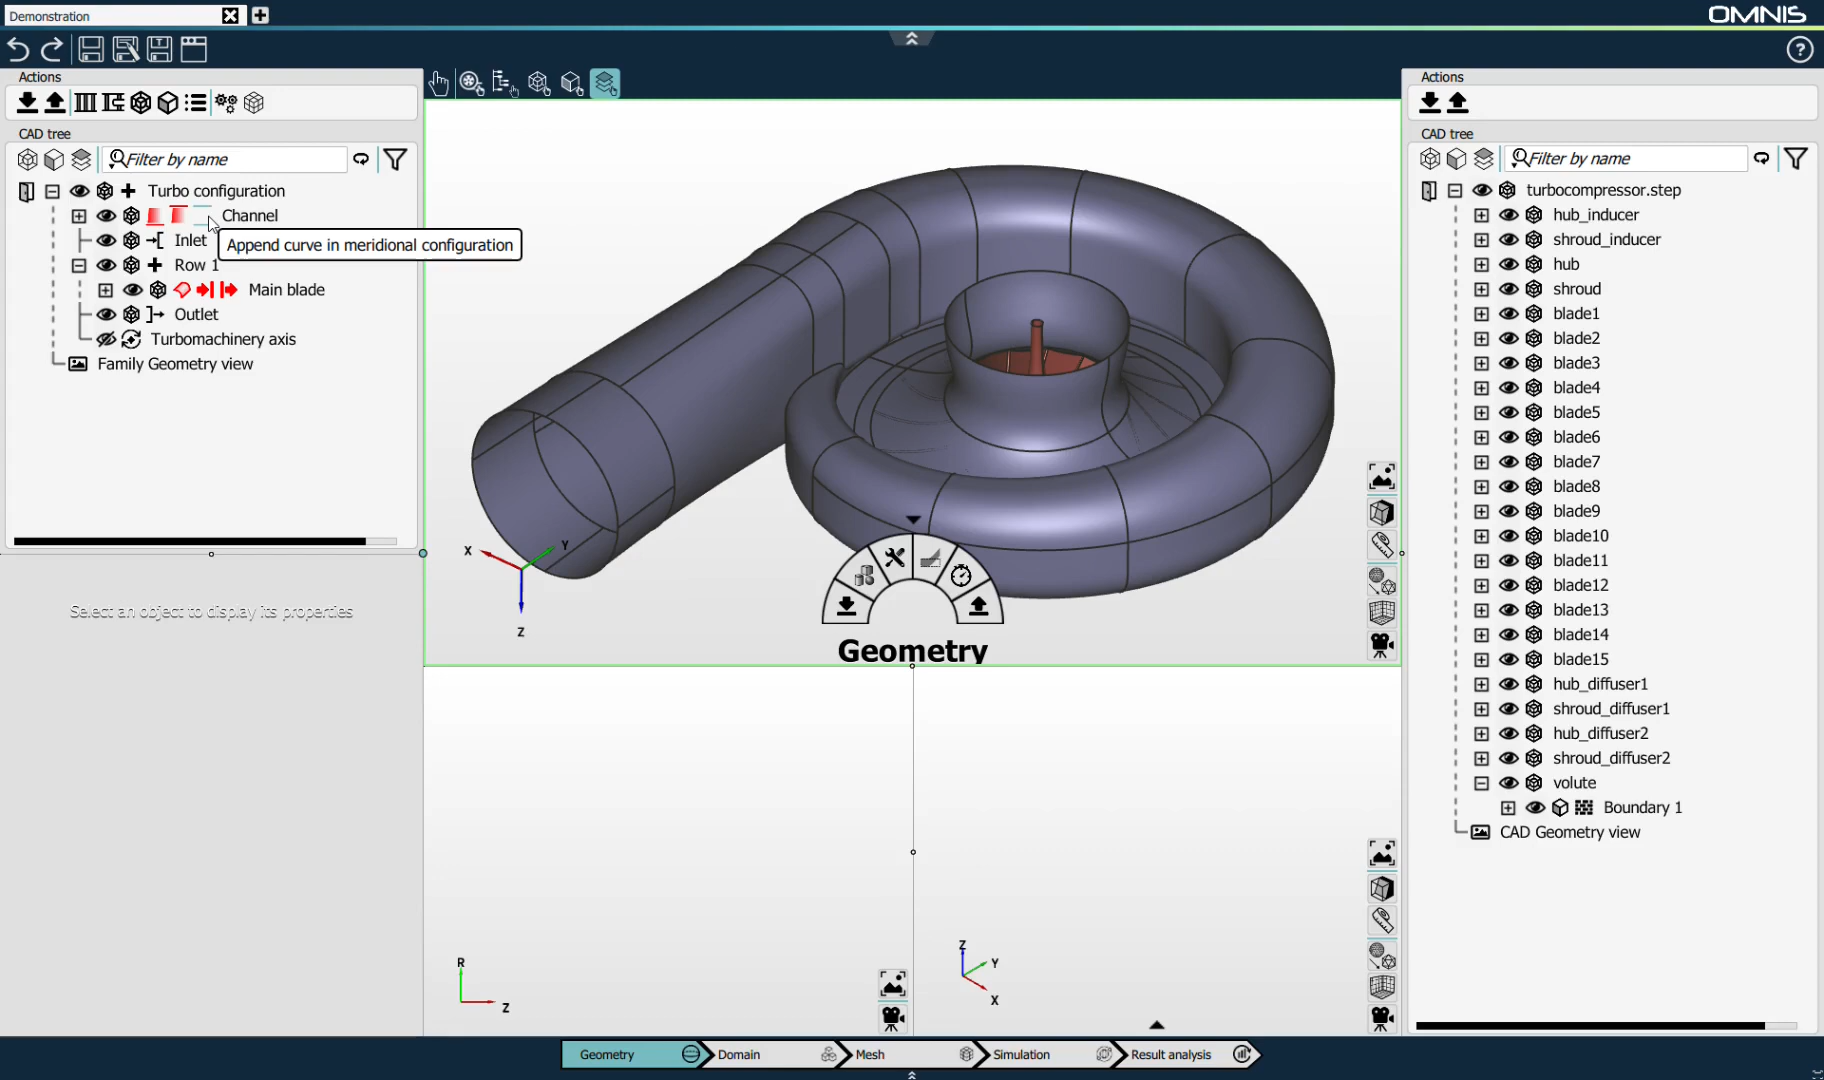 Demonstration
OMNIS
Actions
CAD tree
Filter by name
Turbo configuration
Channel
Inlet
Append curve in meridional configuration
Row 1
Main blade
Outlet
Turbomachinery axis
Family Geometry view
Select an object to display its properties
X
Y
Z
Geometry
R
Z
Z
Y
X
Actions
CAD tree
Filter by name
turbocompressor.step
hub_inducer
shroud_inducer
hub
shroud
blade1
blade2
blade3
blade4
blade5
blade6
blade7
blade8
blade9
blade10
blade11
blade12
blade13
blade14
blade15
hub_diffuser1
shroud_diffuser1
hub_diffuser2
shroud_diffuser2
volute
Boundary 1
CAD Geometry view
Geometry
Domain
Mesh
Simulation
Result analysis